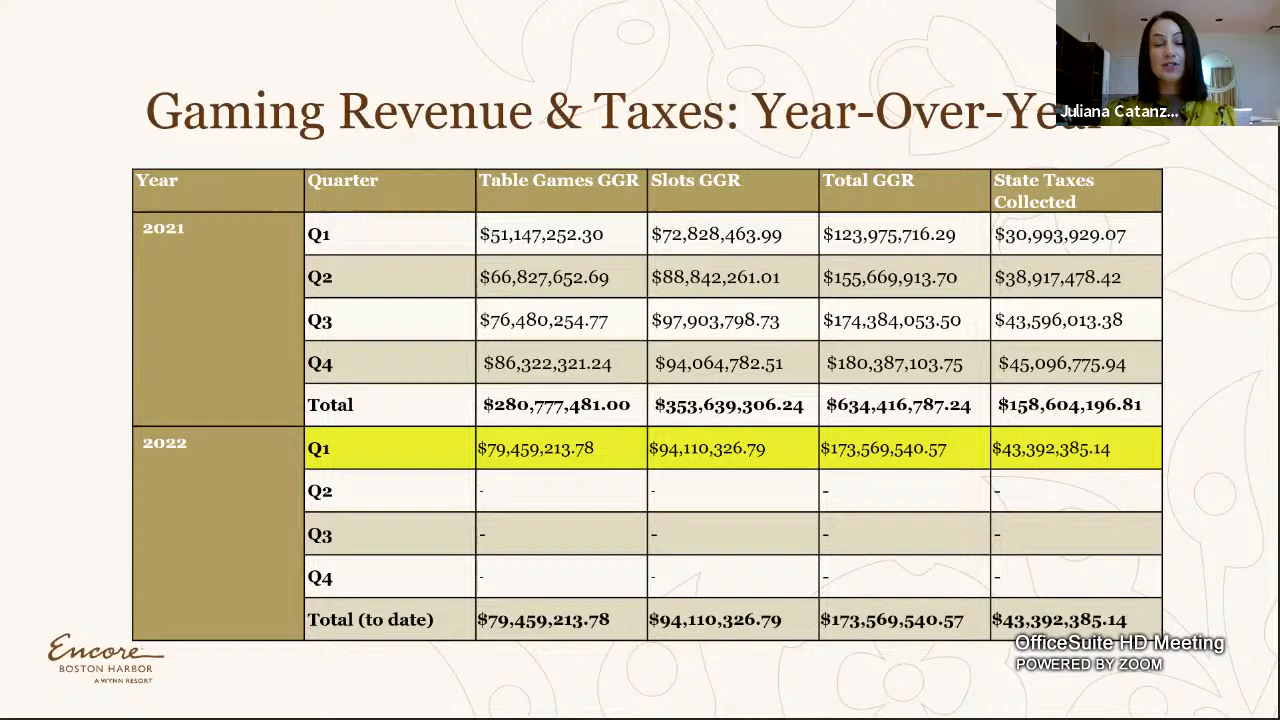 Gaming Revenue & Taxes: Year-Over-Year
Juliana Catanz...
Year Quarter Table Games GGR Slots GGR Total GGR State Taxes Collected
2021
Q1 $51,147,252.30 $72,828,463.99 $123,975,716.29 $30,993,929.07
Q2 $66,827,652.69 $88,842,261.01 $155,669,913.70 $38,917,478.42
Q3 $76,480,254.77 $97,903,798.73 $174,384,053.50 $43,596,013.38
Q4 $86,322,321.24 $94,064,782.51 $180,387,103.75 $45,096,775.94
Total $280,777,481.00 $353,639,306.24 $634,416,787.24 $158,604,196.81
2022
Q1 $79,459,213.78 $94,110,326.79 $173,569,540.57 $43,392,385.14
Q2 - - - -
Q3 - - - -
Q4 - - - -
Total (to date) $79,459,213.78 $94,110,326.79 $173,569,540.57 $43,392,385.14
Encore
BOSTON HARBOR
A WYNN RESORT
OfficeSuite HD Meeting
POWERED BY ZOOM